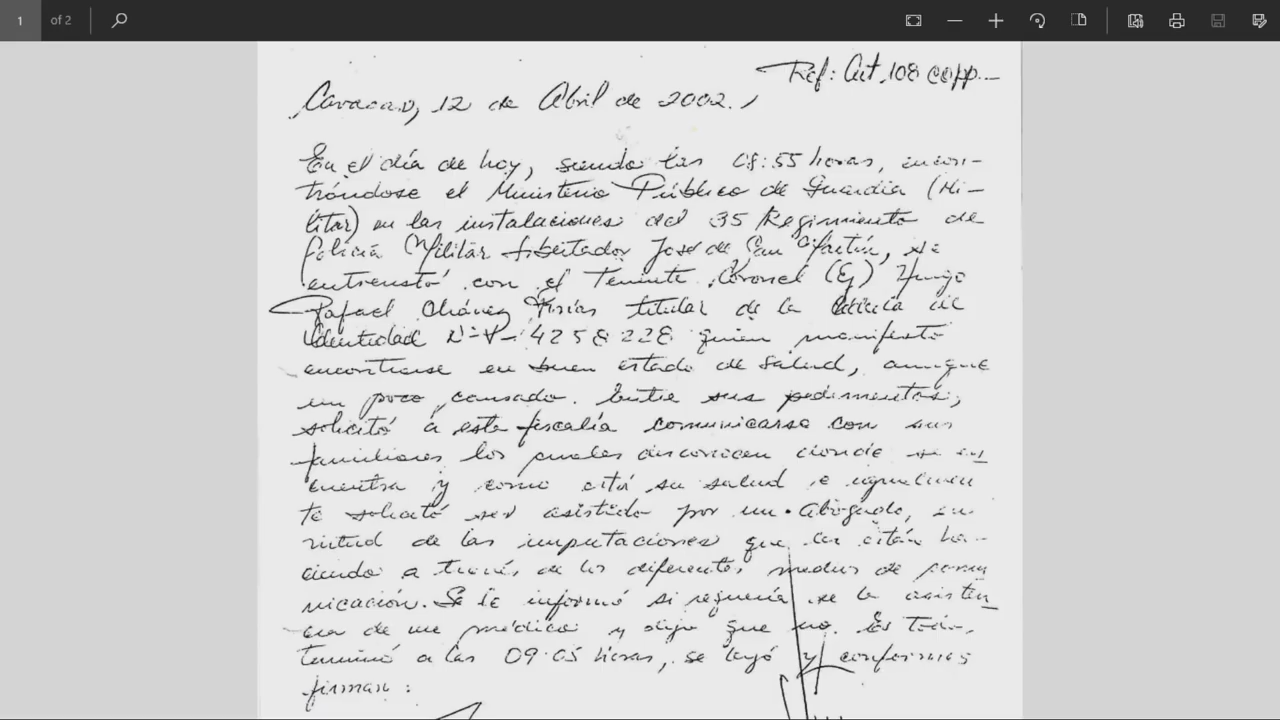 1 of 2
Ref: Art. 108 COPP.-
Caracas, 12 de Abril de 2002.
En el día de hoy, siendo las 08:55 horas, encon-
trándose el Ministerio Público de Guardia (Mi-
litar) en las instalaciones del 35 Regimiento de
Policía Militar Libertador José de San Martín, se
entrevistó con el Teniente Coronel (Ej) Hugo
Rafael Chávez Frías titular de la cédula de
identidad N=V- 4258228 quien manifestó
encontrarse en buen estado de salud, aunque
un poco cansado. Entre sus pedimentos,
solicitó a esta fiscalía comunicarse con sus
familiares los cuales desconocen donde se en
cuentra y como está su salud e igualmen
te solicitó ser asistido por un abogado, en
virtud de las imputaciones que le están ha-
ciendo a través de los diferentes medios de comu
nicación. Se le informó si requería de la asisten
cia de un médico y dijo que no. Es todo,
terminó a las 09:05 horas, se leyó y conformes
firman: